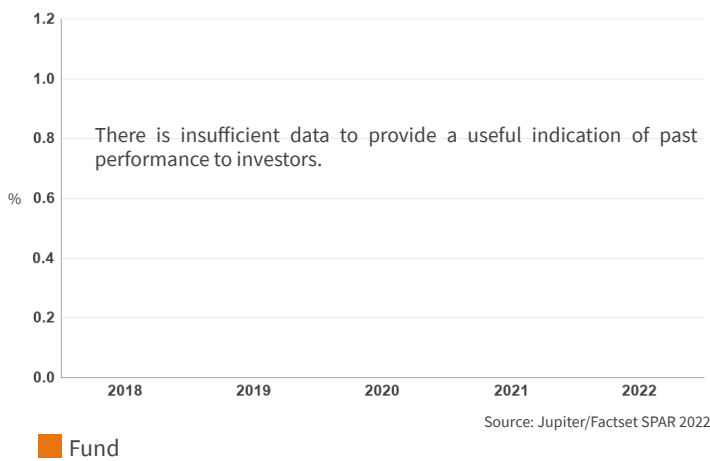 1.2
1.0
There is insufficient data to provide a useful indication of past
0.8
performance to investors.
% 0.6
0.4
0.2
0.0
2018 2019 2020 2021 2022
Source: Jupiter/Factset SPAR 2022
Fund